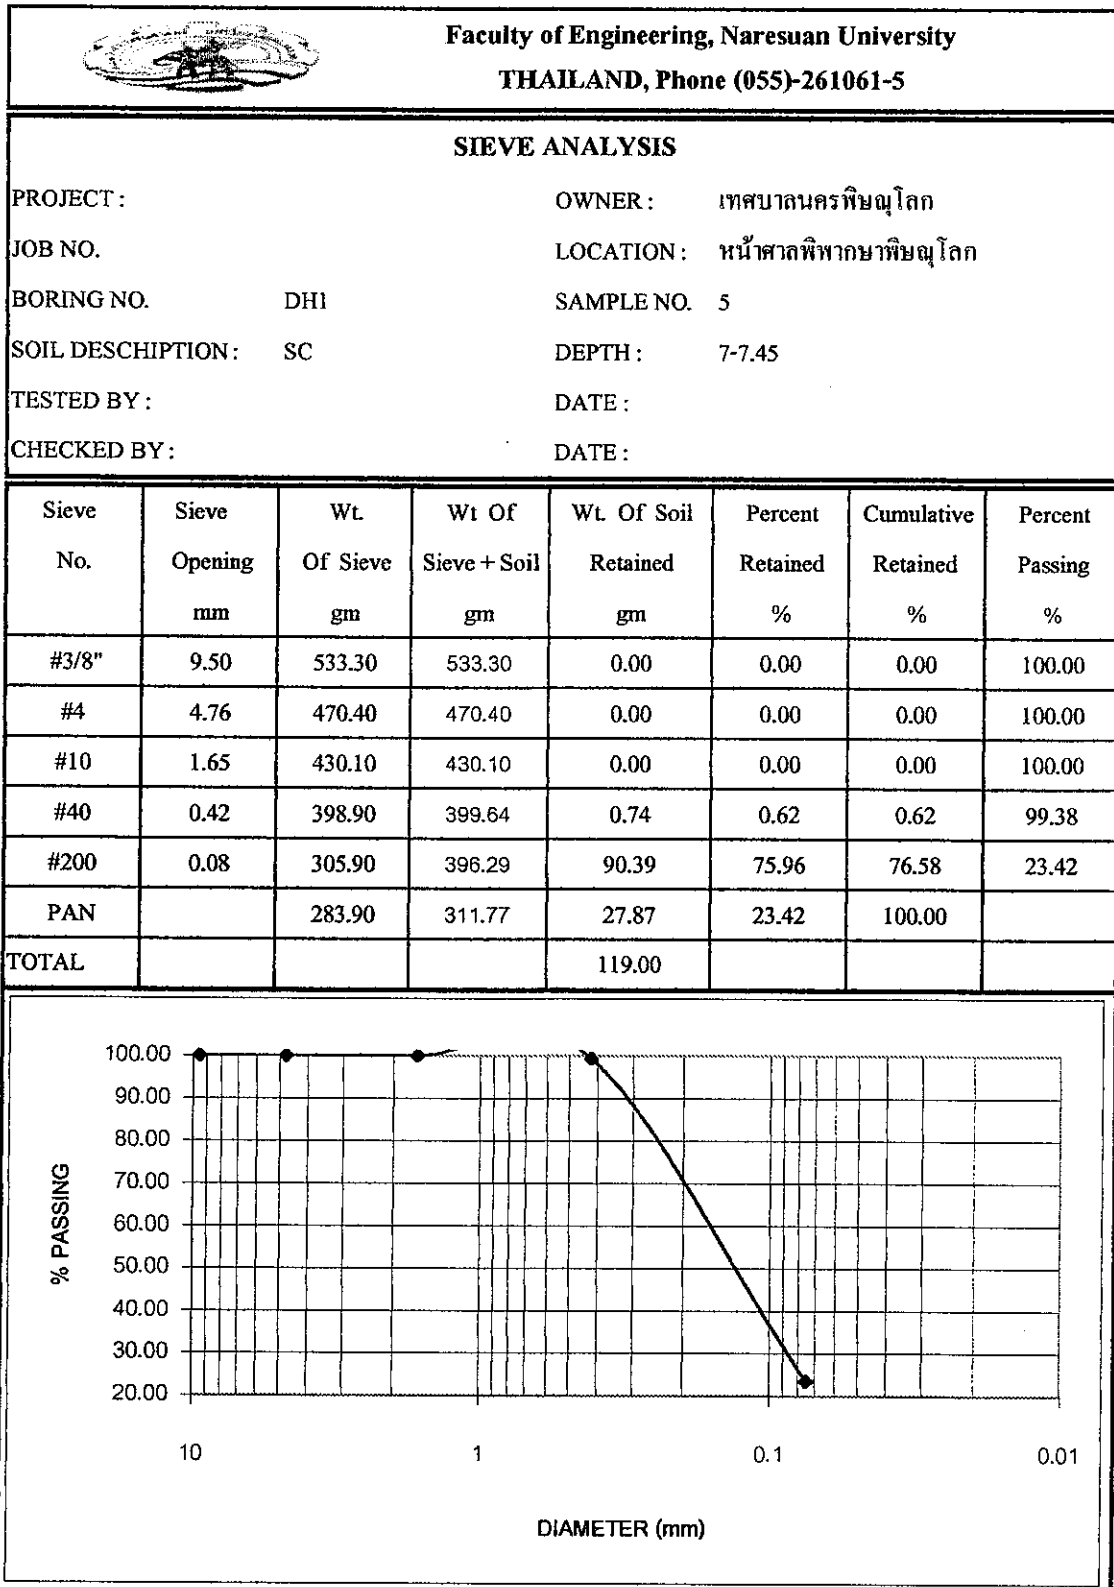 Faculty of Engineering, Naresuan University
THAILAND, Phone (055)-261061-5
SIEVE ANALYSIS
PROJECT : OWNER : เทศบาลนครพิษณุโลก
JOB NO. LOCATION : หน้าศาลพิพากษาพิษณุโลก
BORING NO. DH1 SAMPLE NO. 5
SOIL DESCHIPTION : SC DEPTH : 7-7.45
TESTED BY : DATE :
CHECKED BY : DATE :
Sieve Sieve Wt. Wt Of Wt. Of Soil Percent Cumulative Percent
No. Opening Of Sieve Sieve + Soil Retained Retained Retained Passing
mm gm gm gm % % %
#3/8" 9.50 533.30 533.30 0.00 0.00 0.00 100.00
#4 4.76 470.40 470.40 0.00 0.00 0.00 100.00
#10 1.65 430.10 430.10 0.00 0.00 0.00 100.00
#40 0.42 398.90 399.64 0.74 0.62 0.62 99.38
#200 0.08 305.90 396.29 90.39 75.96 76.58 23.42
PAN 283.90 311.77 27.87 23.42 100.00
TOTAL 119.00
100.00
90.00
80.00
70.00
60.00
50.00
40.00
30.00
20.00
% PASSING
10 1 0.1 0.01
DIAMETER (mm)